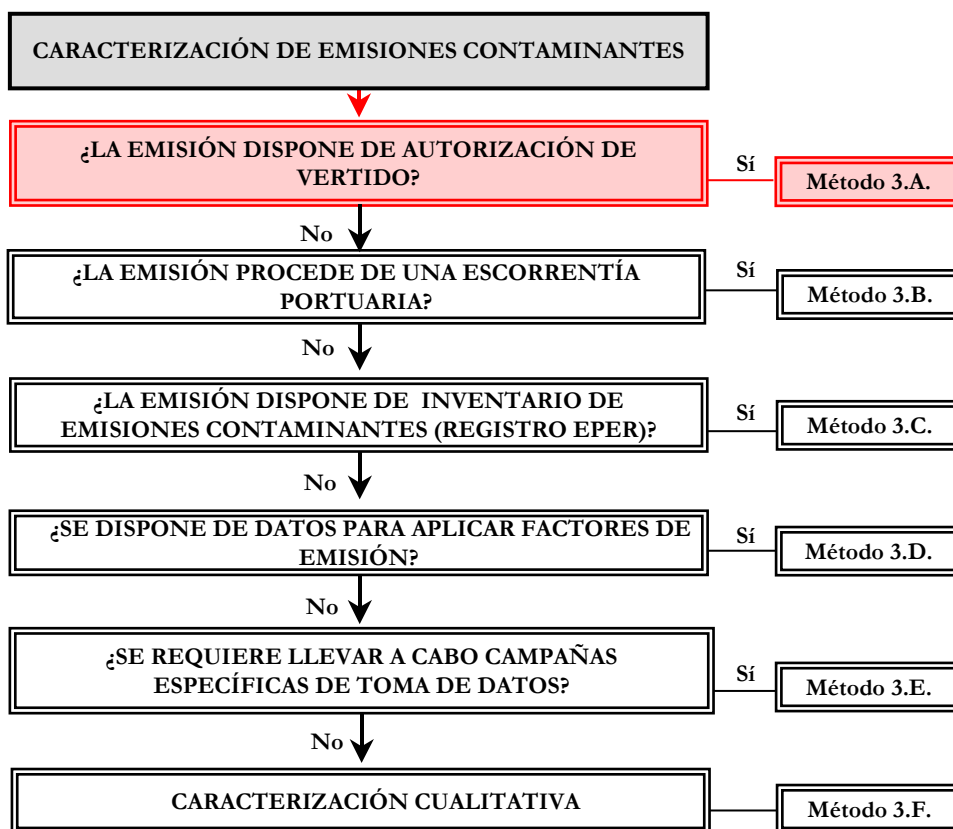 CARACTERIZACIÓN DE EMISIONES CONTAMINANTES
¿LA EMISIÓN DISPONE DE AUTORIZACIÓN DE
VERTIDO?
Sí
Método 3.A.
No
¿LA EMISIÓN PROCEDE DE UNA ESCORRENTÍA
PORTUARIA?
Sí
Método 3.B.
No
¿LA EMISIÓN DISPONE DE INVENTARIO DE
EMISIONES CONTAMINANTES (REGISTRO EPER)?
Sí
Método 3.C.
No
¿SE DISPONE DE DATOS PARA APLICAR FACTORES DE
EMISIÓN?
Sí
Método 3.D.
No
¿SE REQUIERE LLEVAR A CABO CAMPAÑAS
ESPECÍFICAS DE TOMA DE DATOS?
Sí
Método 3.E.
No
CARACTERIZACIÓN CUALITATIVA
Método 3.F.